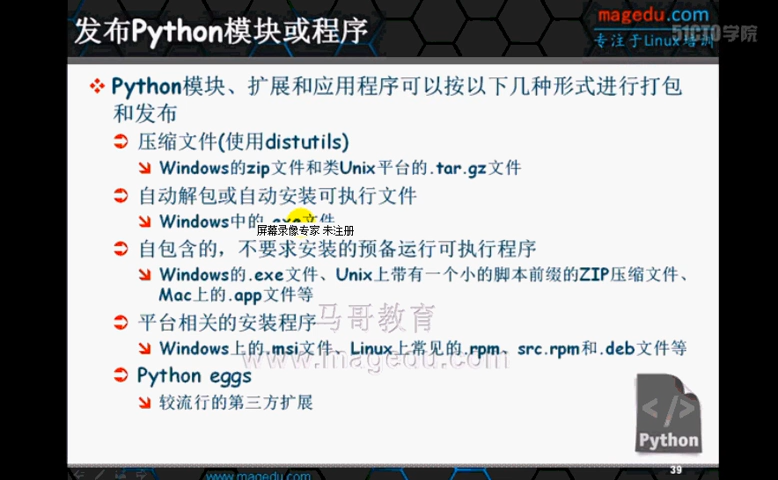 发布Python模块或程序
magedu.com
专注于Linux培训
51CTO学院
Python模块、扩展和应用程序可以按以下几种形式进行打包
和发布
压缩文件(使用distutils)
Windows的zip文件和类Unix平台的.tar.gz文件
自动解包或自动安装可执行文件
Windows中的.exe文件
屏幕录像专家 未注册
自包含的，不要求安装的预备运行可执行程序
Windows的.exe文件、Unix上带有一个小的脚本前缀的ZIP压缩文件、
Mac上的.app文件等
马哥教育
平台相关的安装程序
Windows上的.msi文件、Linux上常见的.rpm、src.rpm和.deb文件等
www.magedu.com
Python eggs
较流行的第三方扩展
</>
Python
39
www.magedu.com